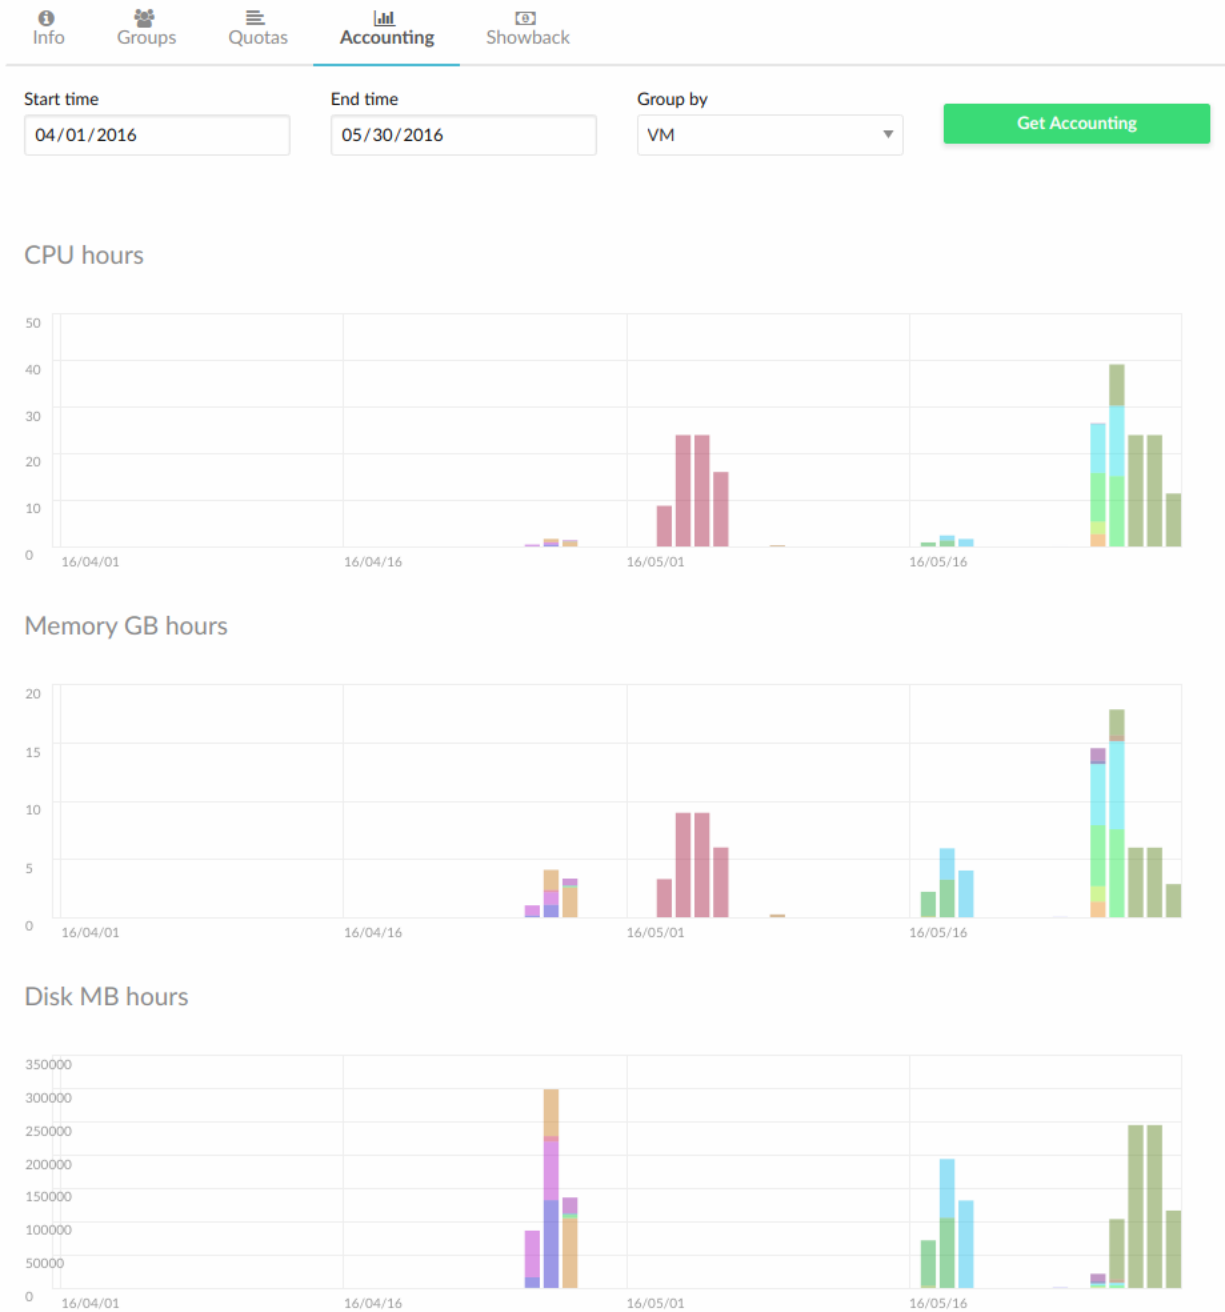 Info Groups Quotas Accounting Showback
Start time End time Group by
04/01/2016 05/30/2016 VM Get Accounting
CPU hours
50
40
30
20
10
0
16/04/01 16/04/16 16/05/01 16/05/16
Memory GB hours
20
15
10
5
0
16/04/01 16/04/16 16/05/01 16/05/16
Disk MB hours
350000
300000
250000
200000
150000
100000
50000
0
16/04/01 16/04/16 16/05/01 16/05/16